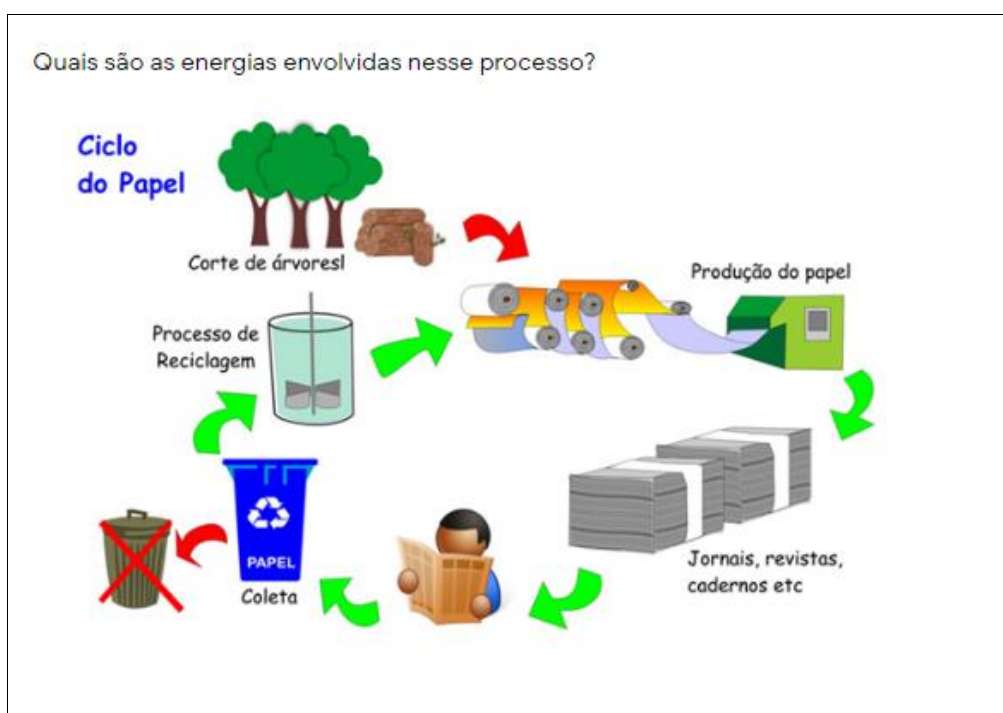 Quais são as energias envolvidas nesse processo?
Ciclo
do Papel
Corte de árvoresl
Produção do papel
Processo de
Reciclagem
Jornais, revistas,
cadernos etc
PAPEL
Coleta